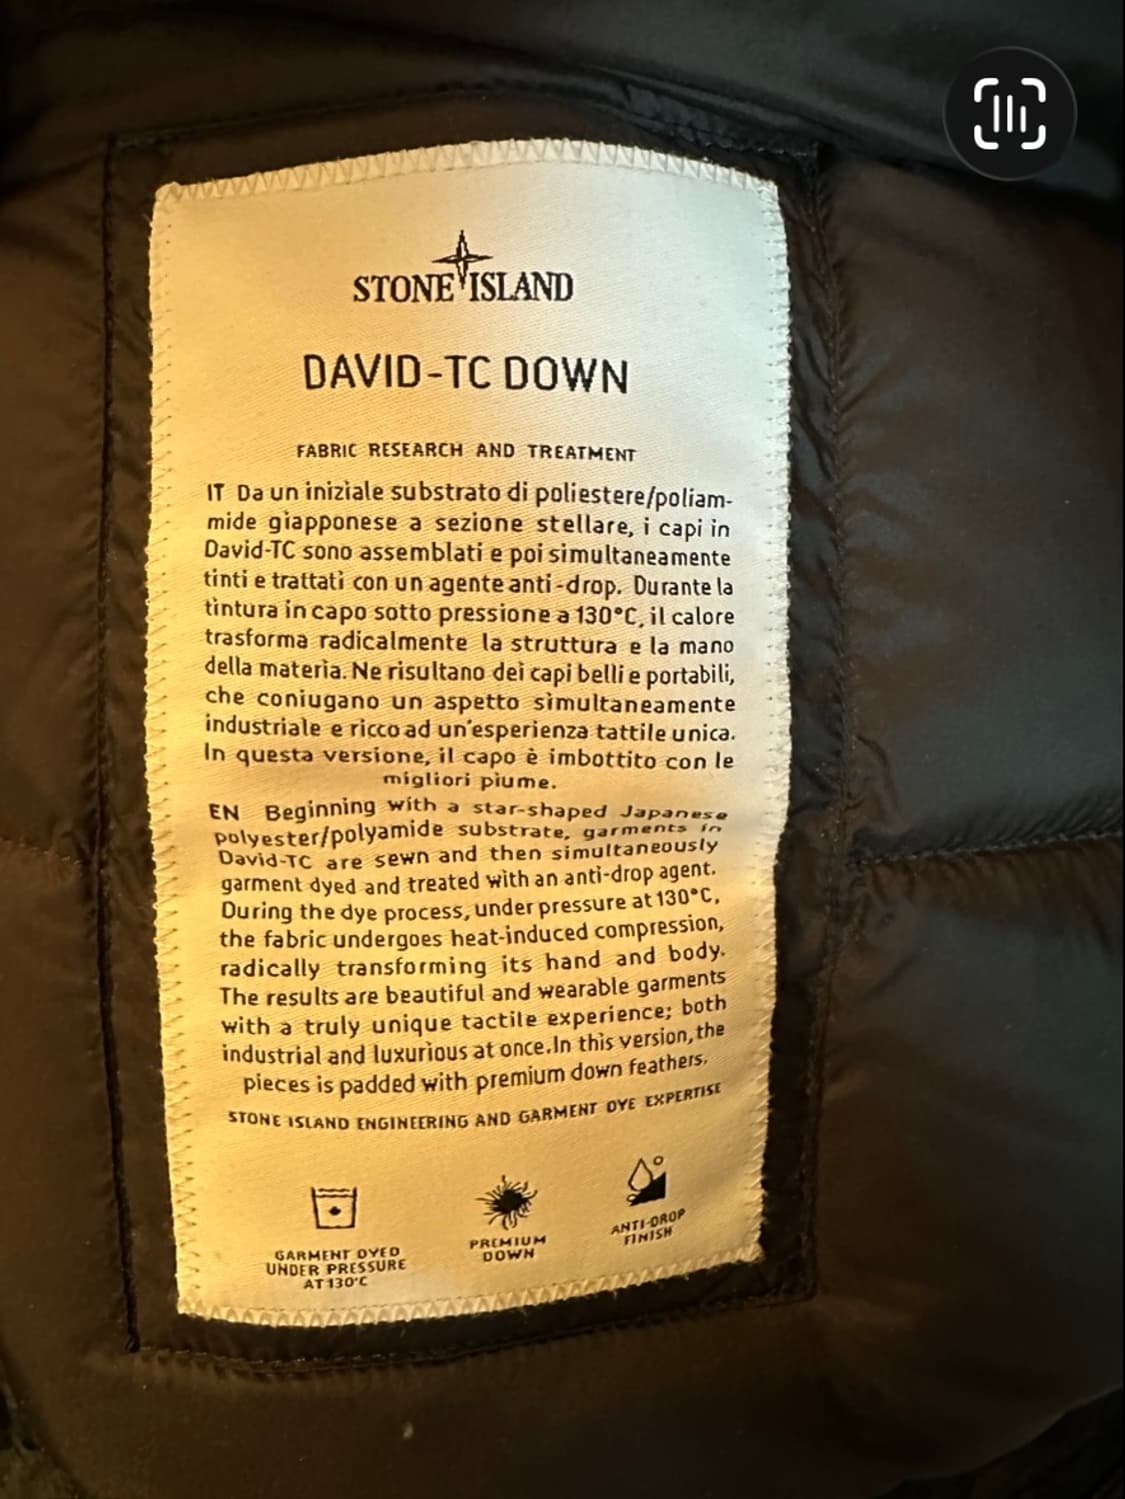 STONE ISLAND
DAVID-TC DOWN
FABRIC RESEARCH AND TREATMENT
IT Da un iniziale substrato di poliestere/poliam-
mide giapponese a sezione stellare, i capi in
David-TC sono assemblati e poi simultaneamente
tinti e trattati con un agente anti-drop. Durante la
tintura in capo sotto pressione a 130°C, il calore
trasforma radicalmente la struttura e la mano
della materia. Ne risultano dei capi belli e portabili,
che coniugano un aspetto simultaneamente
industriale e ricco ad un'esperienza tattile unica.
In questa versione, il capo è imbottito con le
migliori piume.
EN Beginning with a star-shaped Japanese
polyester/polyamide substrate, garments in
David-TC are sewn and then simultaneously
garment dyed and treated with an anti-drop agent.
During the dye process, under pressure at 130°C,
the fabric undergoes heat-induced compression,
radically transforming its hand and body.
The results are beautiful and wearable garments
with a truly unique tactile experience; both
industrial and luxurious at once. In this version, the
pieces is padded with premium down feathers.
STONE ISLAND ENGINEERING AND GARMENT DYE EXPERTISE
GARMENT DYED
UNDER PRESSURE
AT 130°C
PREMIUM
DOWN
ANTI-DROP
FINISH